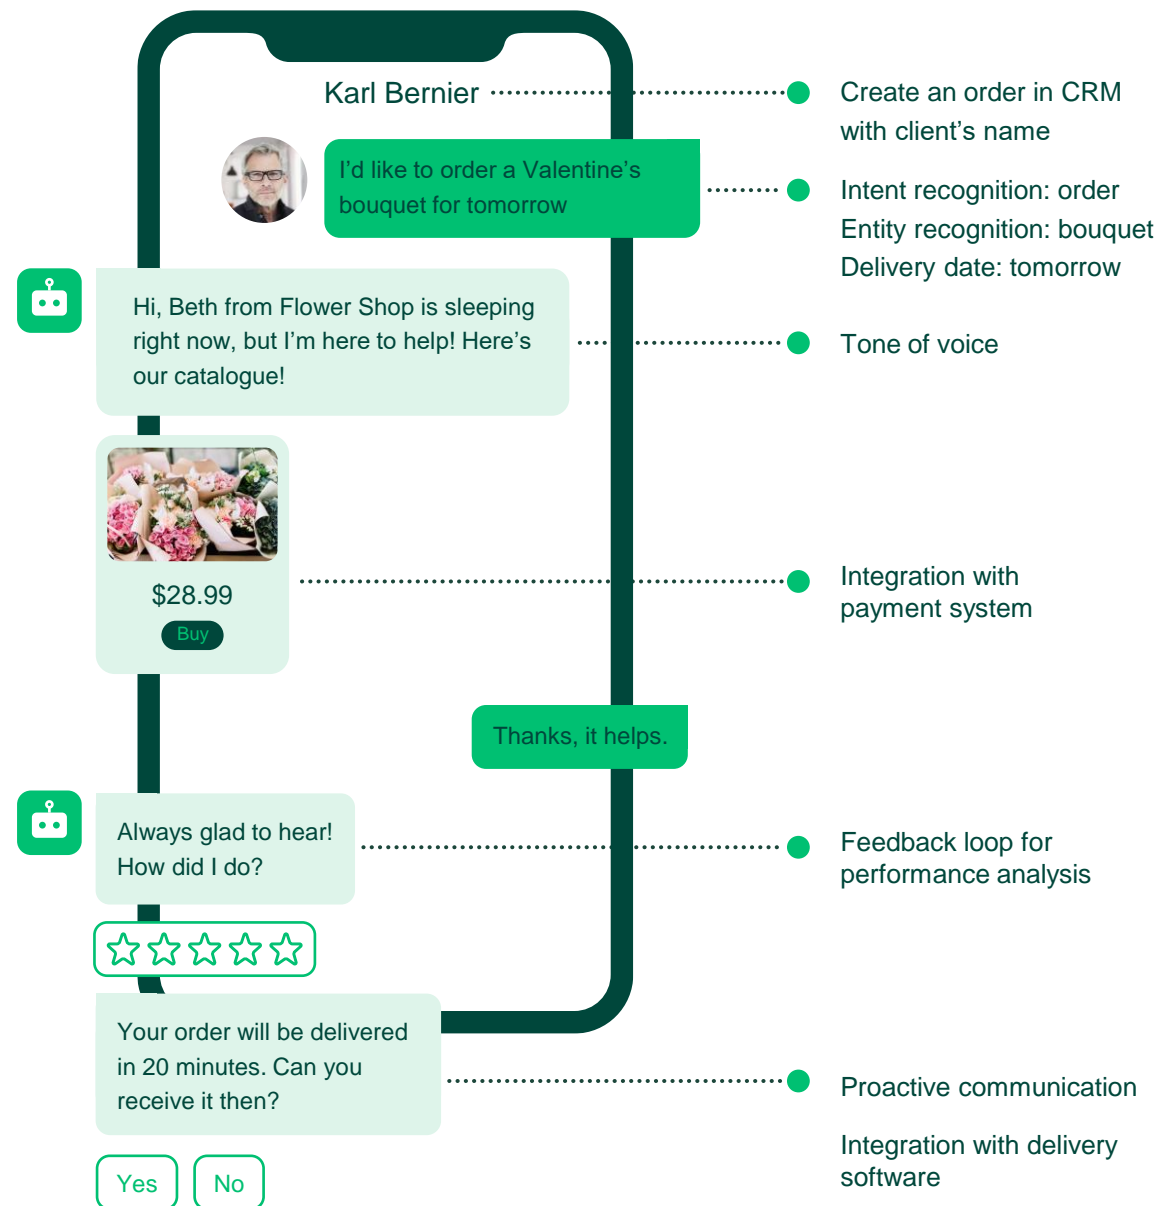 Karl Bernier
Create an order in CRM
with client's name
I'd like to order a Valentine's
bouquet for tomorrow
Intent recognition: order
Entity recognition: bouquet
Delivery date: tomorrow
Hi, Beth from Flower Shop is sleeping
right now, but I'm here to help! Here's
our catalogue!
Tone of voice
$28.99
Buy
Integration with
payment system
Thanks, it helps.
Always glad to hear!
How did I do?
Feedback loop for
performance analysis
Your order will be delivered
in 20 minutes. Can you
receive it then?
Proactive communication
Integration with delivery
software
Yes
No